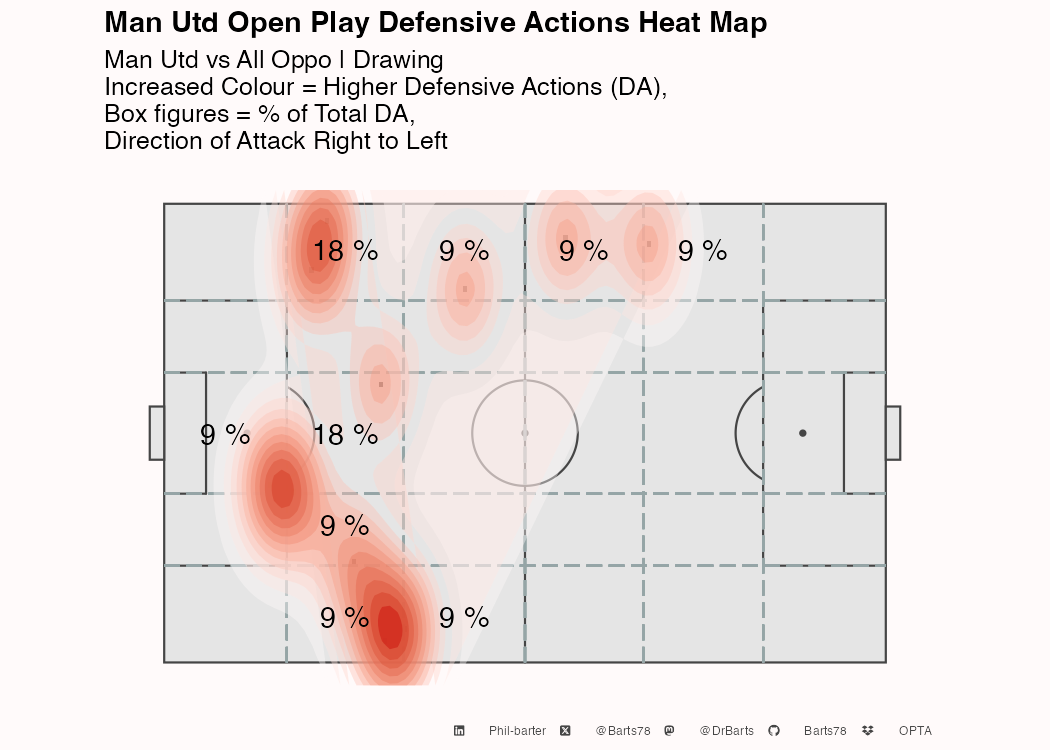 Man Utd Open Play Defensive Actions Heat Map
Man Utd vs All Oppo | Drawing
Increased Colour = Higher Defensive Actions (DA),
Box figures = % of Total DA,
Direction of Attack Right to Left
18 % 9 % 9 % 9 %
9 % 18 %
9 %
9 % 9 %
Phil-barter @Barts78 @DrBarts Barts78 OPTA